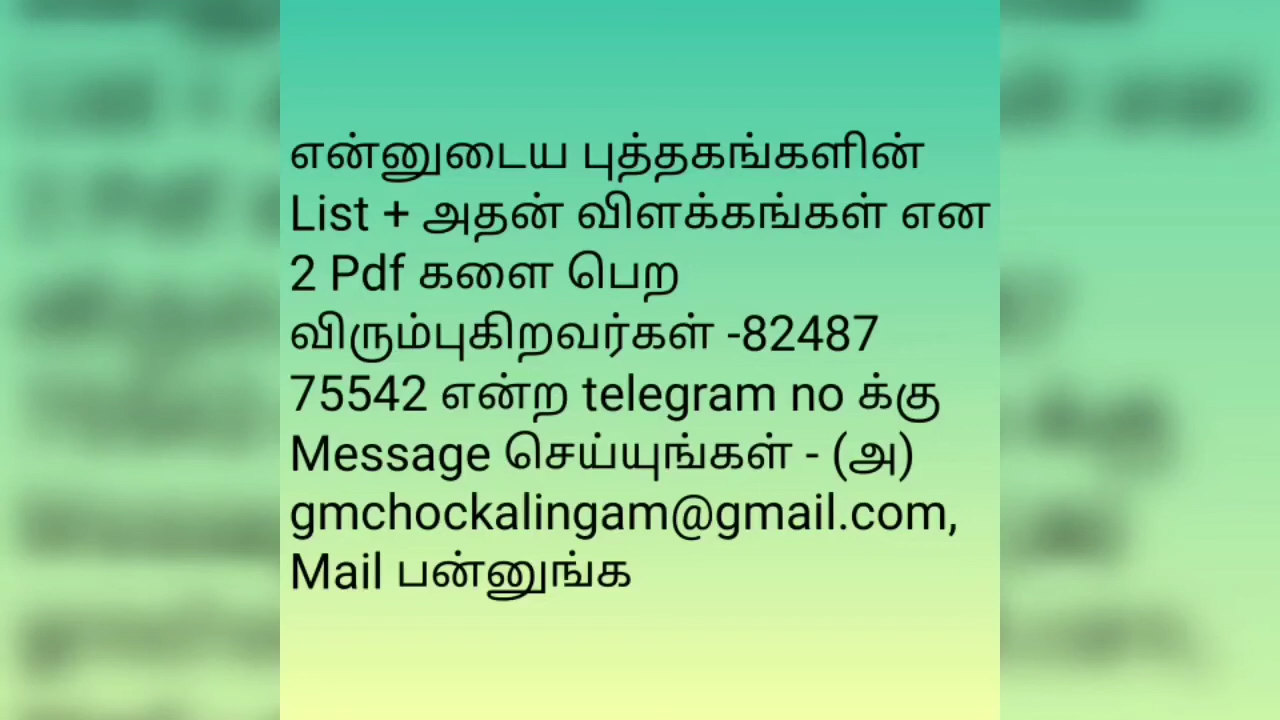 என்னுடைய புத்தகங்களின்
List + அதன் விளக்கங்கள் என
2 Pdf களை பெற
விரும்புகிறவர்கள் -82487
75542 என்ற telegram no க்கு
Message செய்யுங்கள் - (அ)
gmchockalingam@gmail.com,
Mail பன்னுங்க